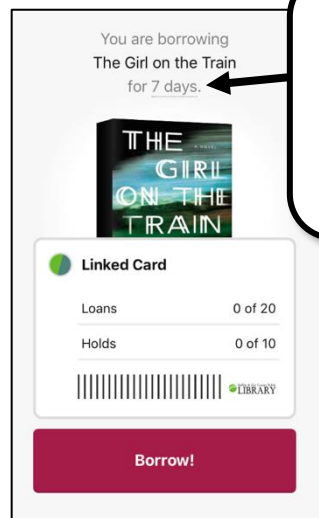 You are borrowing
The Girl on the Train
for 7 days.
THE
A NOVEL
GIRL
ON THE
TRAIN
Linked Card
Loans 0 of 20
Holds 0 of 10
LIBRARY
Borrow!